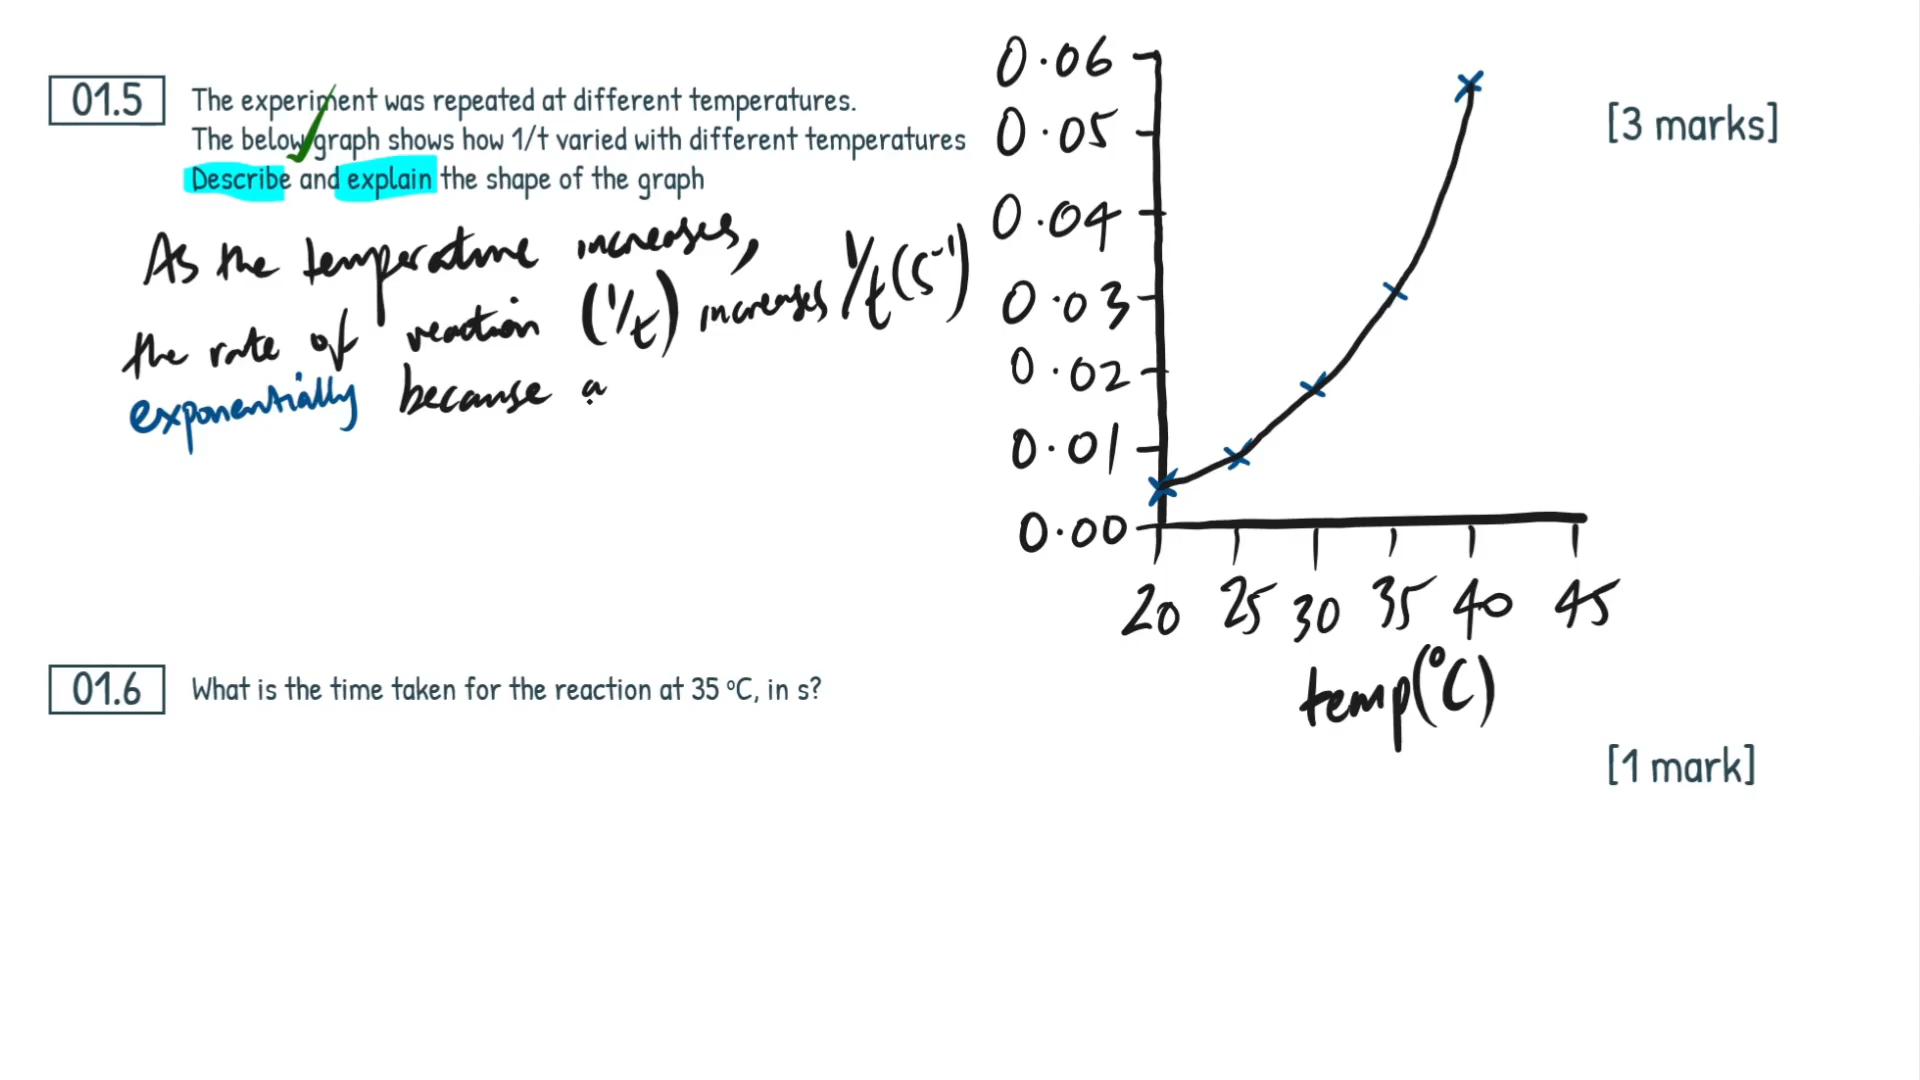 01.5 The experiment was repeated at different temperatures.
The below graph shows how 1/t varied with different temperatures
Describe and explain the shape of the graph
[3 marks]
As the temperature increases,
the rate of reaction (1/t) increases
exponentially because a
1/t (s⁻¹)
0.06
0.05
0.04
0.03
0.02
0.01
0.00
20 25 30 35 40 45
temp (°C)
01.6 What is the time taken for the reaction at 35 °C, in s?
[1 mark]